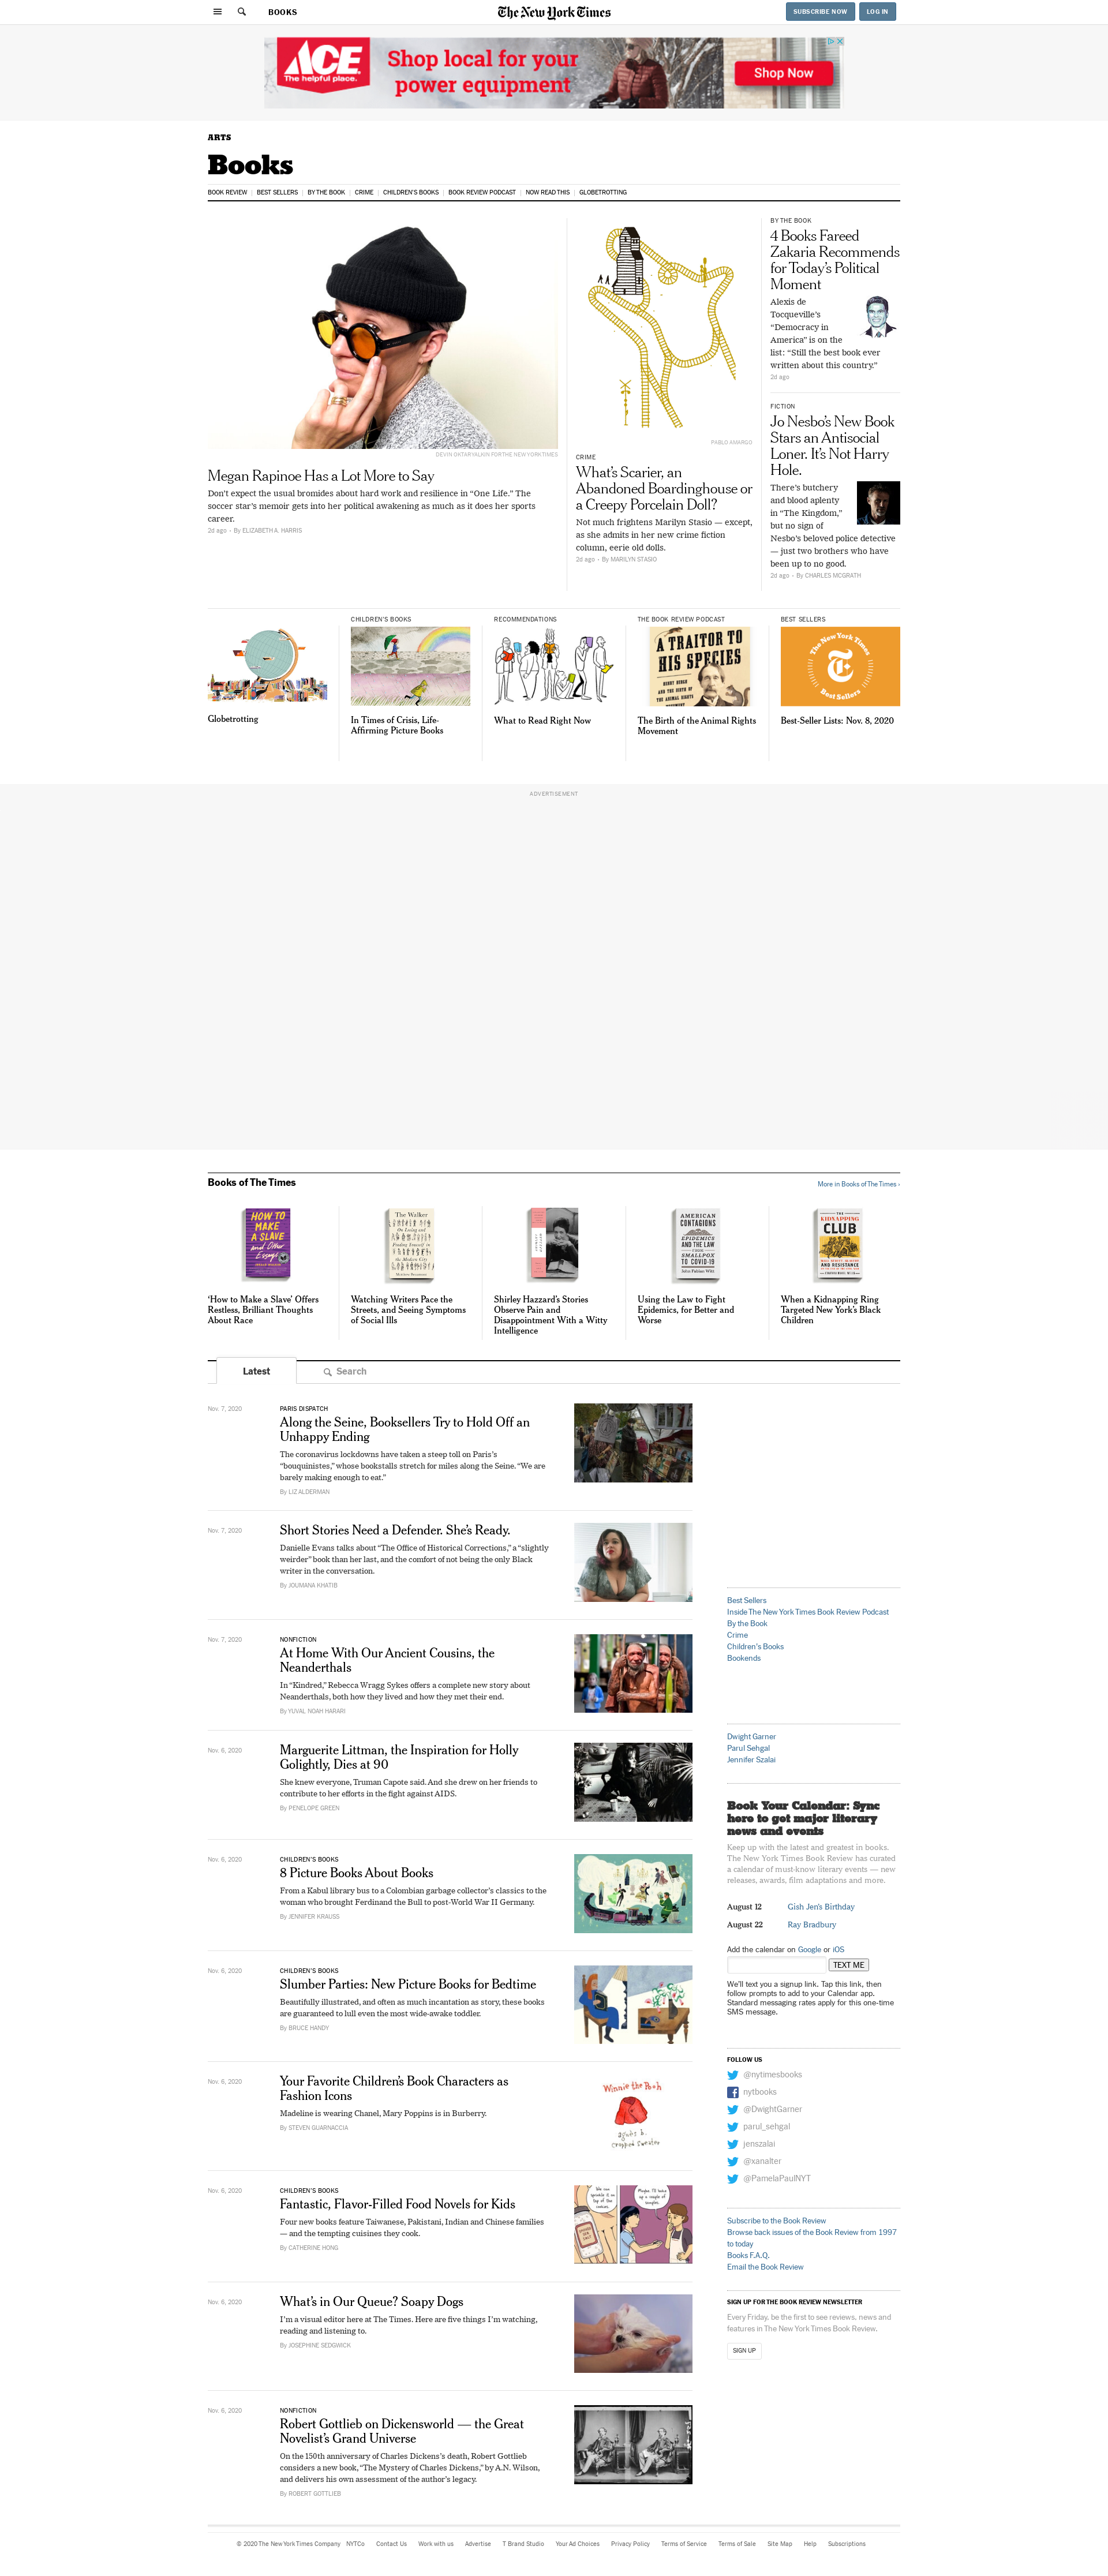 BOOKS
The New York Times
SUBSCRIBE NOW
LOG IN
ACE
The helpful place.
Shop local for your
power equipment
Shop Now
ARTS
Books
BOOK REVIEW
BEST SELLERS
BY THE BOOK
CRIME
CHILDREN'S BOOKS
BOOK REVIEW PODCAST
NOW READ THIS
GLOBETROTTING
DEVIN OKTAR YALKIN FOR THE NEW YORK TIMES
Megan Rapinoe Has a Lot More to Say
Don't expect the usual bromides about hard work and resilience in “One Life.” The
soccer star's memoir gets into her political awakening as much as it does her sports
career.
2d ago - By ELIZABETH A. HARRIS
PABLO AMARGO
CRIME
What's Scarier, an
Abandoned Boardinghouse or
a Creepy Porcelain Doll?
Not much frightens Marilyn Stasio — except,
as she admits in her new crime fiction
column, eerie old dolls.
2d ago - By MARILYN STASIO
BY THE BOOK
4 Books Fareed
Zakaria Recommends
for Today's Political
Moment
Alexis de
Tocqueville's
“Democracy in
America” is on the
list: “Still the best book ever
written about this country.”
2d ago
FICTION
Jo Nesbo's New Book
Stars an Antisocial
Loner. It's Not Harry
Hole.
There's butchery
and blood aplenty
in “The Kingdom,”
but no sign of
Nesbo's beloved police detective
— just two brothers who have
been up to no good.
2d ago - By CHARLES MCGRATH
Globetrotting
CHILDREN'S BOOKS
In Times of Crisis, Life-
Affirming Picture Books
RECOMMENDATIONS
What to Read Right Now
THE BOOK REVIEW PODCAST
A TRAITOR TO
HIS SPECIES
The Birth of the Animal Rights
Movement
BEST SELLERS
The New York Times
Best Sellers
Best-Seller Lists: Nov. 8, 2020
ADVERTISEMENT
Books of The Times
More in Books of The Times ›
HOW TO
MAKE
A SLAVE
and Other
Essays
‘How to Make a Slave’ Offers
Restless, Brilliant Thoughts
About Race
The Walker
Watching Writers Pace the
Streets, and Seeing Symptoms
of Social Ills
Shirley Hazzard's Stories
Observe Pain and
Disappointment With a Witty
Intelligence
AMERICAN
CONTAGIONS
EPIDEMICS
AND THE LAW
FROM
SMALLPOX
TO COVID-19
John Fabian Witt
Using the Law to Fight
Epidemics, for Better and
Worse
THE
KIDNAPPING
CLUB
When a Kidnapping Ring
Targeted New York's Black
Children
Latest
Search
Nov. 7, 2020
PARIS DISPATCH
Along the Seine, Booksellers Try to Hold Off an
Unhappy Ending
The coronavirus lockdowns have taken a steep toll on Paris's
“bouquinistes,” whose bookstalls stretch for miles along the Seine. “We are
barely making enough to eat.”
By LIZ ALDERMAN
Nov. 7, 2020
Short Stories Need a Defender. She's Ready.
Danielle Evans talks about “The Office of Historical Corrections,” a “slightly
weirder” book than her last, and the comfort of not being the only Black
writer in the conversation.
By JOUMANA KHATIB
Nov. 7, 2020
NONFICTION
At Home With Our Ancient Cousins, the
Neanderthals
In “Kindred,” Rebecca Wragg Sykes offers a complete new story about
Neanderthals, both how they lived and how they met their end.
By YUVAL NOAH HARARI
Nov. 6, 2020
Marguerite Littman, the Inspiration for Holly
Golightly, Dies at 90
She knew everyone, Truman Capote said. And she drew on her friends to
contribute to her efforts in the fight against AIDS.
By PENELOPE GREEN
Nov. 6, 2020
CHILDREN'S BOOKS
8 Picture Books About Books
From a Kabul library bus to a Colombian garbage collector's classics to the
woman who brought Ferdinand the Bull to post-World War II Germany.
By JENNIFER KRAUSS
Nov. 6, 2020
CHILDREN'S BOOKS
Slumber Parties: New Picture Books for Bedtime
Beautifully illustrated, and often as much incantation as story, these books
are guaranteed to lull even the most wide-awake toddler.
By BRUCE HANDY
Nov. 6, 2020
Your Favorite Children's Book Characters as
Fashion Icons
Madeline is wearing Chanel, Mary Poppins is in Burberry.
By STEVEN GUARNACCIA
Winnie the Pooh
agnès b.
cropped sweater
Nov. 6, 2020
CHILDREN'S BOOKS
Fantastic, Flavor-Filled Food Novels for Kids
Four new books feature Taiwanese, Pakistani, Indian and Chinese families
— and the tempting cuisines they cook.
By CATHERINE HONG
Nov. 6, 2020
What's in Our Queue? Soapy Dogs
I'm a visual editor here at The Times. Here are five things I'm watching,
reading and listening to.
By JOSEPHINE SEDGWICK
Nov. 6, 2020
NONFICTION
Robert Gottlieb on Dickensworld — the Great
Novelist's Grand Universe
On the 150th anniversary of Charles Dickens's death, Robert Gottlieb
considers a new book, “The Mystery of Charles Dickens,” by A.N. Wilson,
and delivers his own assessment of the author's legacy.
By ROBERT GOTTLIEB
Best Sellers
Inside The New York Times Book Review Podcast
By the Book
Crime
Children's Books
Bookends
Dwight Garner
Parul Sehgal
Jennifer Szalai
Book Your Calendar: Sync
here to get major literary
news and events
Keep up with the latest and greatest in books.
The New York Times Book Review has curated
a calendar of must-know literary events — new
releases, awards, film adaptations and more.
August 12
Gish Jen's Birthday
August 22
Ray Bradbury
Add the calendar on Google or iOS
TEXT ME
We'll text you a signup link. Tap this link, then
follow prompts to add to your Calendar app.
Standard messaging rates apply for this one-time
SMS message.
FOLLOW US
@nytimesbooks
nytbooks
@DwightGarner
parul_sehgal
jenszalai
@xanalter
@PamelaPaulNYT
Subscribe to the Book Review
Browse back issues of the Book Review from 1997
to today
Books F.A.Q.
Email the Book Review
SIGN UP FOR THE BOOK REVIEW NEWSLETTER
Every Friday, be the first to see reviews, news and
features in The New York Times Book Review.
SIGN UP
© 2020 The New York Times Company
NYTCo
Contact Us
Work with us
Advertise
T Brand Studio
Your Ad Choices
Privacy Policy
Terms of Service
Terms of Sale
Site Map
Help
Subscriptions